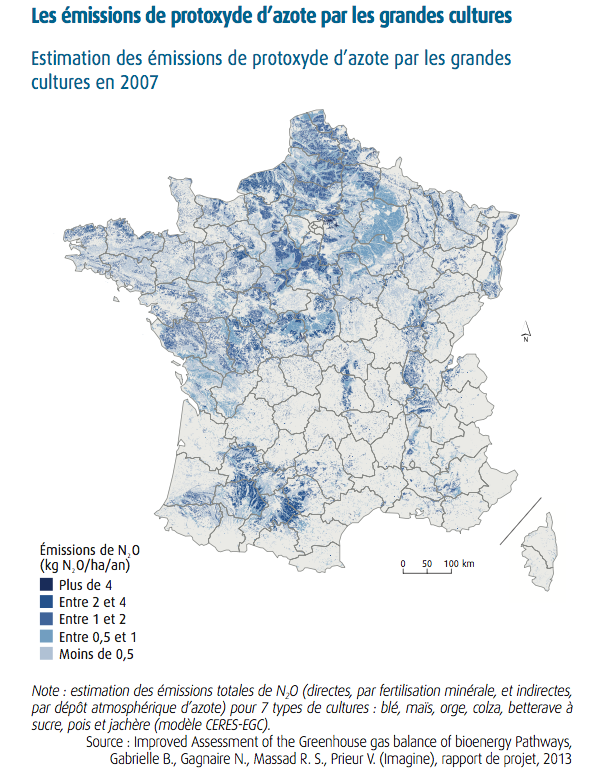 Les émissions de protoxyde d'azote par les grandes cultures
Estimation des émissions de protoxyde d'azote par les grandes
cultures en 2007
N
Émissions de N₂O
(kg N₂O/ha/an)
Plus de 4
Entre 2 et 4
Entre 1 et 2
Entre 0,5 et 1
Moins de 0,5
0 50 100 km
Note : estimation des émissions totales de N₂O (directes, par fertilisation minérale, et indirectes,
par dépôt atmosphérique d'azote) pour 7 types de cultures : blé, maïs, orge, colza, betterave à
sucre, pois et jachère (modèle CERES-EGC).
Source : Improved Assessment of the Greenhouse gas balance of bioenergy Pathways,
Gabrielle B., Gagnaire N., Massad R. S., Prieur V. (Imagine), rapport de projet, 2013